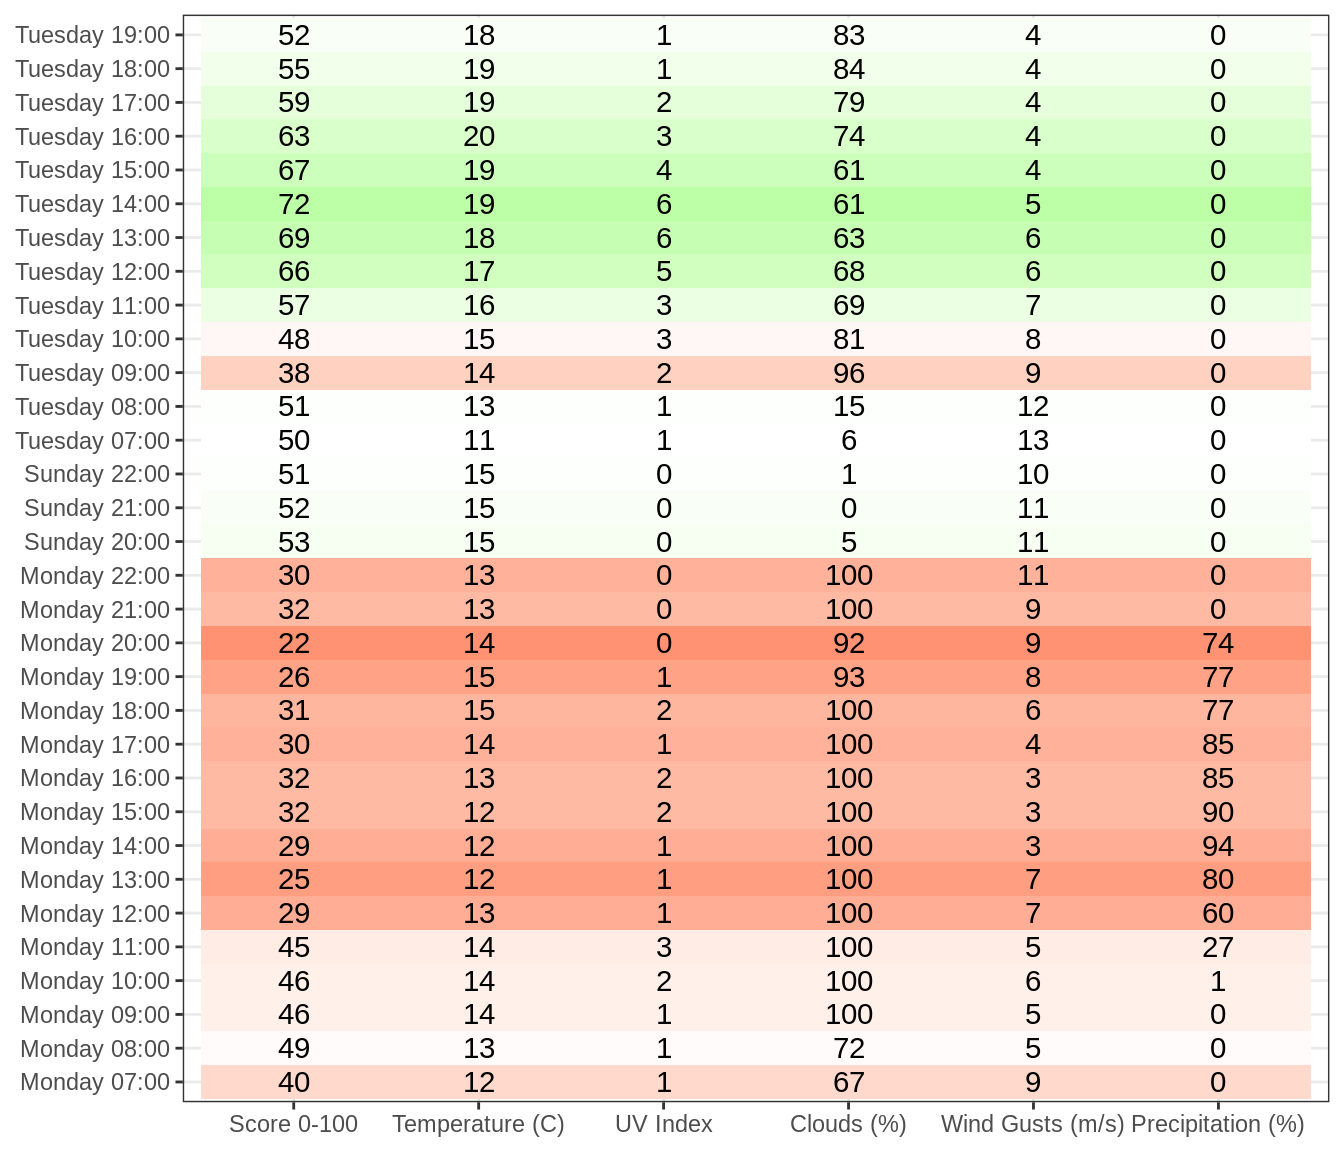 Tuesday 19:00 52 18 1 83 4 0
Tuesday 18:00 55 19 1 84 4 0
Tuesday 17:00 59 19 2 79 4 0
Tuesday 16:00 63 20 3 74 4 0
Tuesday 15:00 67 19 4 61 4 0
Tuesday 14:00 72 19 6 61 5 0
Tuesday 13:00 69 18 6 63 6 0
Tuesday 12:00 66 17 5 68 6 0
Tuesday 11:00 57 16 3 69 7 0
Tuesday 10:00 48 15 3 81 8 0
Tuesday 09:00 38 14 2 96 9 0
Tuesday 08:00 51 13 1 15 12 0
Tuesday 07:00 50 11 1 6 13 0
Sunday 22:00 51 15 0 1 10 0
Sunday 21:00 52 15 0 0 11 0
Sunday 20:00 53 15 0 5 11 0
Monday 22:00 30 13 0 100 11 0
Monday 21:00 32 13 0 100 9 0
Monday 20:00 22 14 0 92 9 74
Monday 19:00 26 15 1 93 8 77
Monday 18:00 31 15 2 100 6 77
Monday 17:00 30 14 1 100 4 85
Monday 16:00 32 13 2 100 3 85
Monday 15:00 32 12 2 100 3 90
Monday 14:00 29 12 1 100 3 94
Monday 13:00 25 12 1 100 7 80
Monday 12:00 29 13 1 100 7 60
Monday 11:00 45 14 3 100 5 27
Monday 10:00 46 14 2 100 6 1
Monday 09:00 46 14 1 100 5 0
Monday 08:00 49 13 1 72 5 0
Monday 07:00 40 12 1 67 9 0
Score 0-100 Temperature (C) UV Index Clouds (%) Wind Gusts (m/s) Precipitation (%)